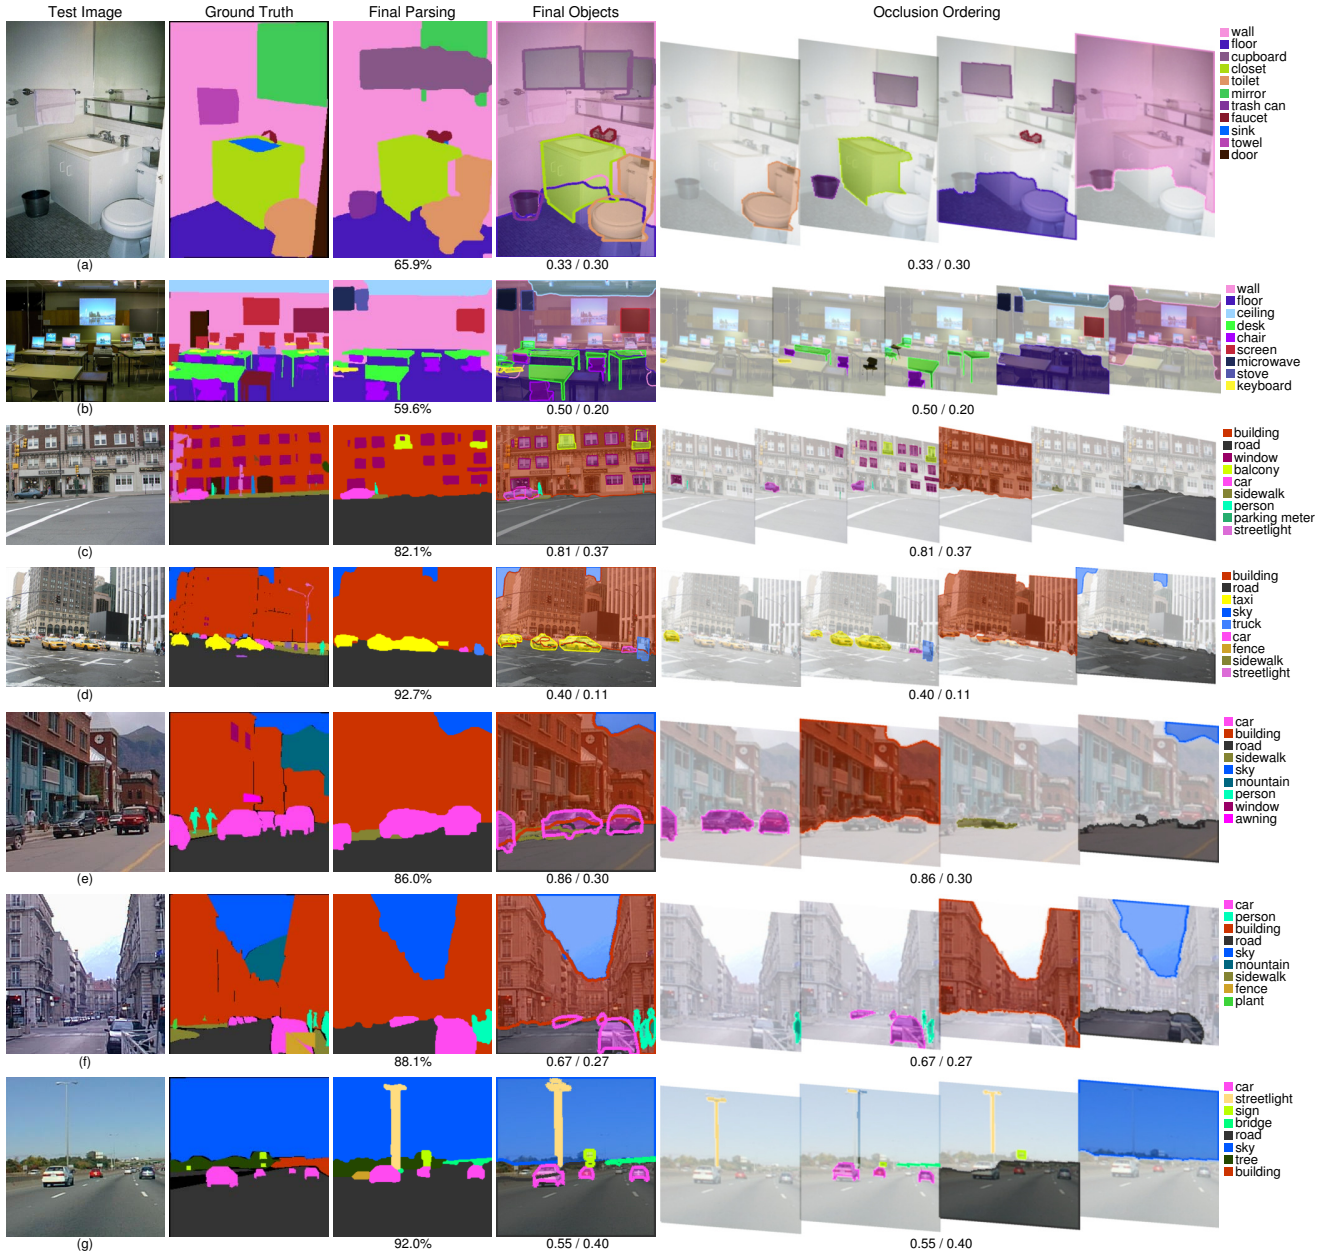 Test Image
Ground Truth
Final Parsing
Final Objects
Occlusion Ordering
wall
floor
cupboard
closet
toilet
mirror
trash can
faucet
sink
towel
door
(a)
65.9%
0.33 / 0.30
0.33 / 0.30
wall
floor
ceiling
desk
chair
screen
microwave
stove
keyboard
(b)
59.6%
0.50 / 0.20
0.50 / 0.20
building
road
window
balcony
car
sidewalk
person
parking meter
streetlight
(c)
82.1%
0.81 / 0.37
0.81 / 0.37
building
road
taxi
sky
truck
car
fence
sidewalk
streetlight
(d)
92.7%
0.40 / 0.11
0.40 / 0.11
car
building
road
sidewalk
sky
mountain
person
window
awning
(e)
86.0%
0.86 / 0.30
0.86 / 0.30
car
person
building
road
sky
mountain
sidewalk
fence
plant
(f)
88.1%
0.67 / 0.27
0.67 / 0.27
car
streetlight
sign
bridge
road
sky
tree
building
(g)
92.0%
0.55 / 0.40
0.55 / 0.40